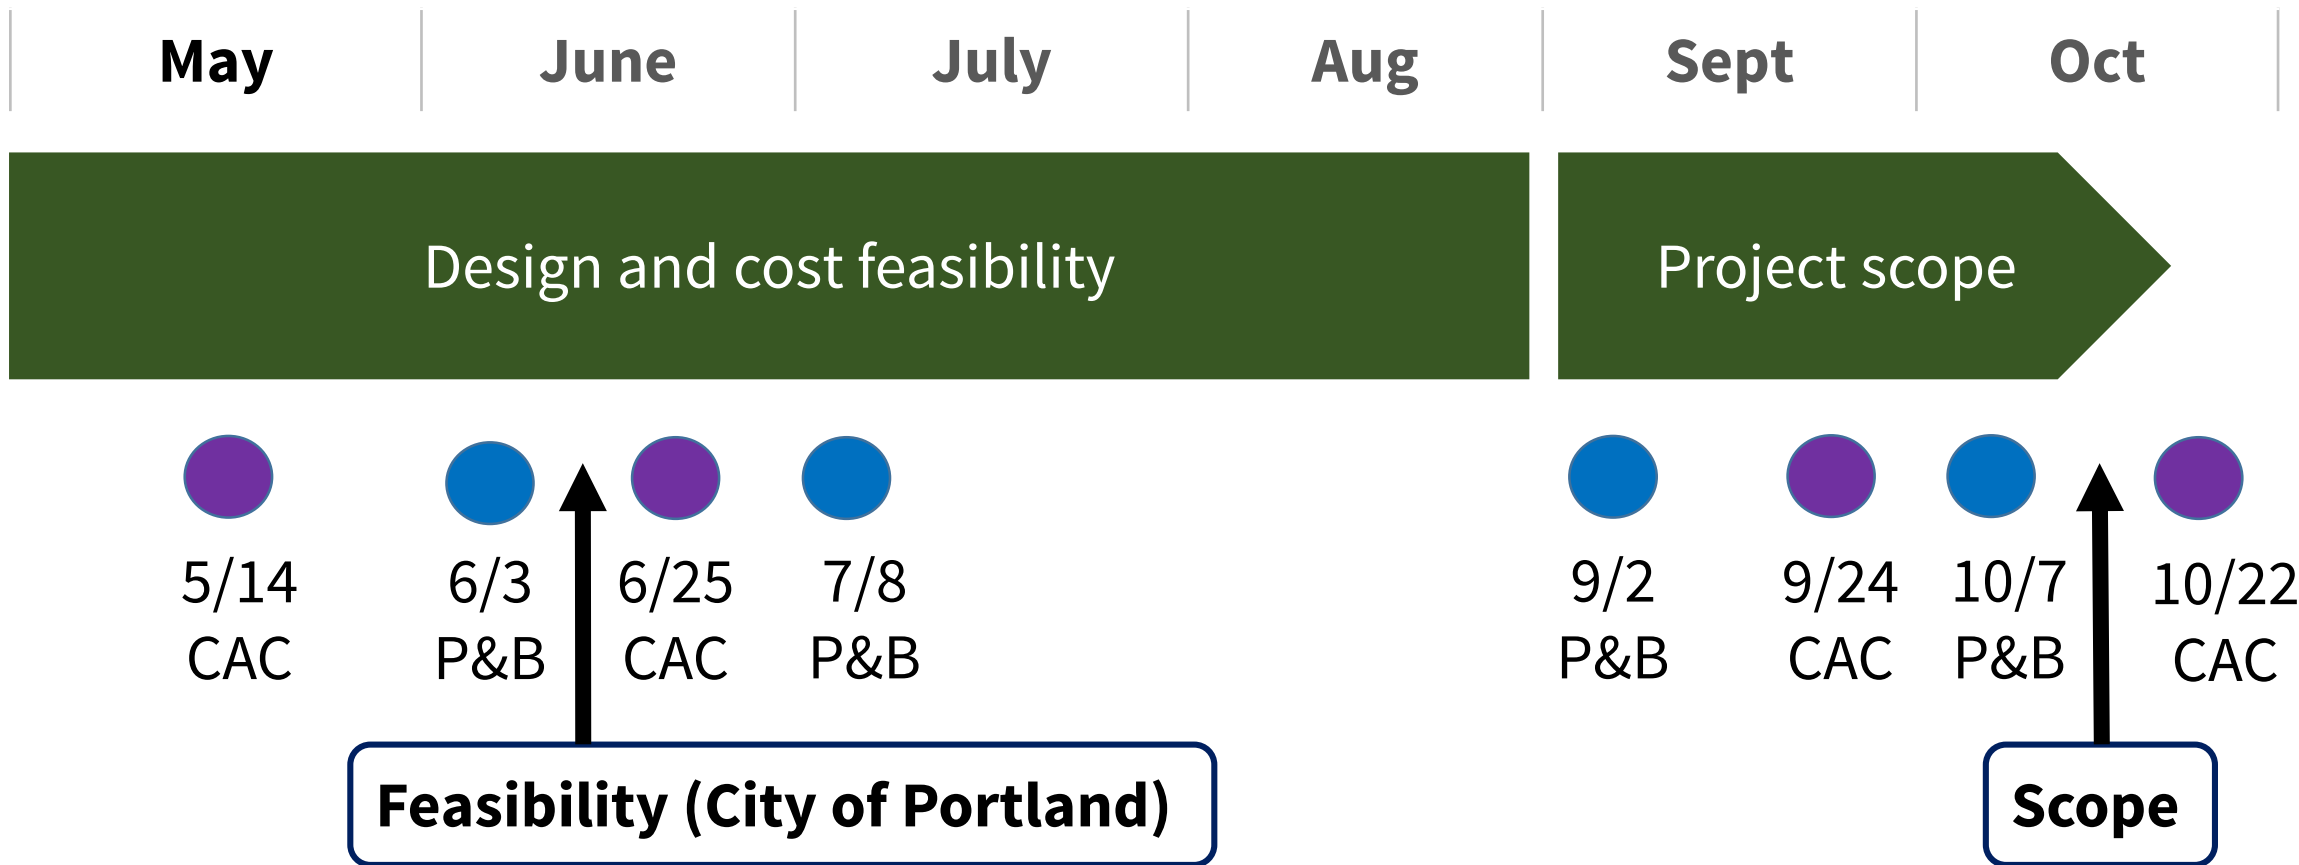 May June July Aug Sept Oct
Design and cost feasibility Project scope
5/14 6/3 6/25 7/8 9/2 9/24 10/7 10/22
CAC P&B CAC P&B P&B CAC P&B CAC
Feasibility (City of Portland) Scope